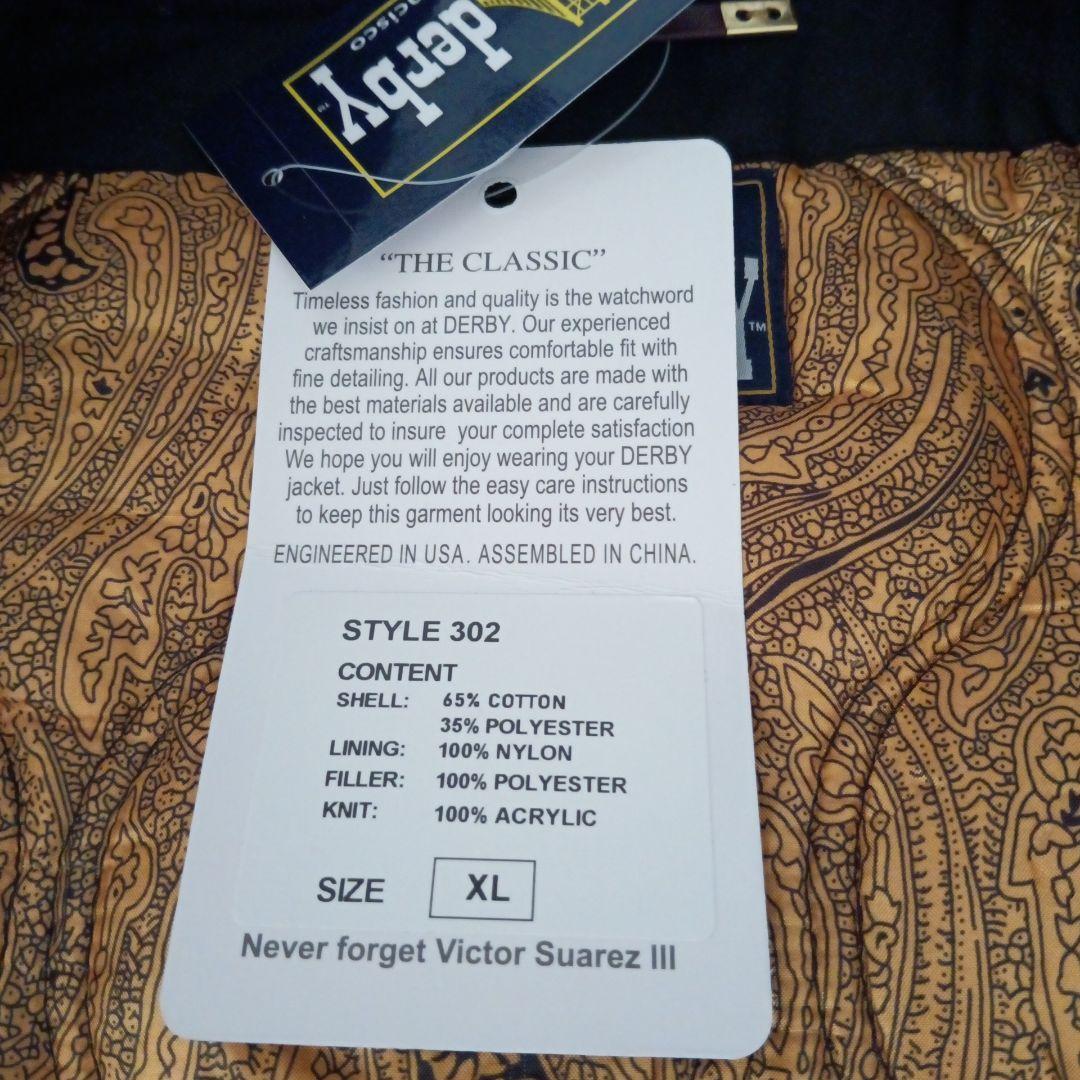 derby
TM
"THE CLASSIC"
Timeless fashion and quality is the watchword
we insist on at DERBY. Our experienced
craftsmanship ensures comfortable fit with
fine detailing. All our products are made with
the best materials available and are carefully
inspected to insure  your complete satisfaction
We hope you will enjoy wearing your DERBY
jacket. Just follow the easy care instructions
to keep this garment looking its very best.
ENGINEERED IN USA. ASSEMBLED IN CHINA.
STYLE 302
CONTENT
SHELL: 65% COTTON
35% POLYESTER
LINING: 100% NYLON
FILLER: 100% POLYESTER
KNIT: 100% ACRYLIC
SIZE XL
Never forget Victor Suarez III
Y TM